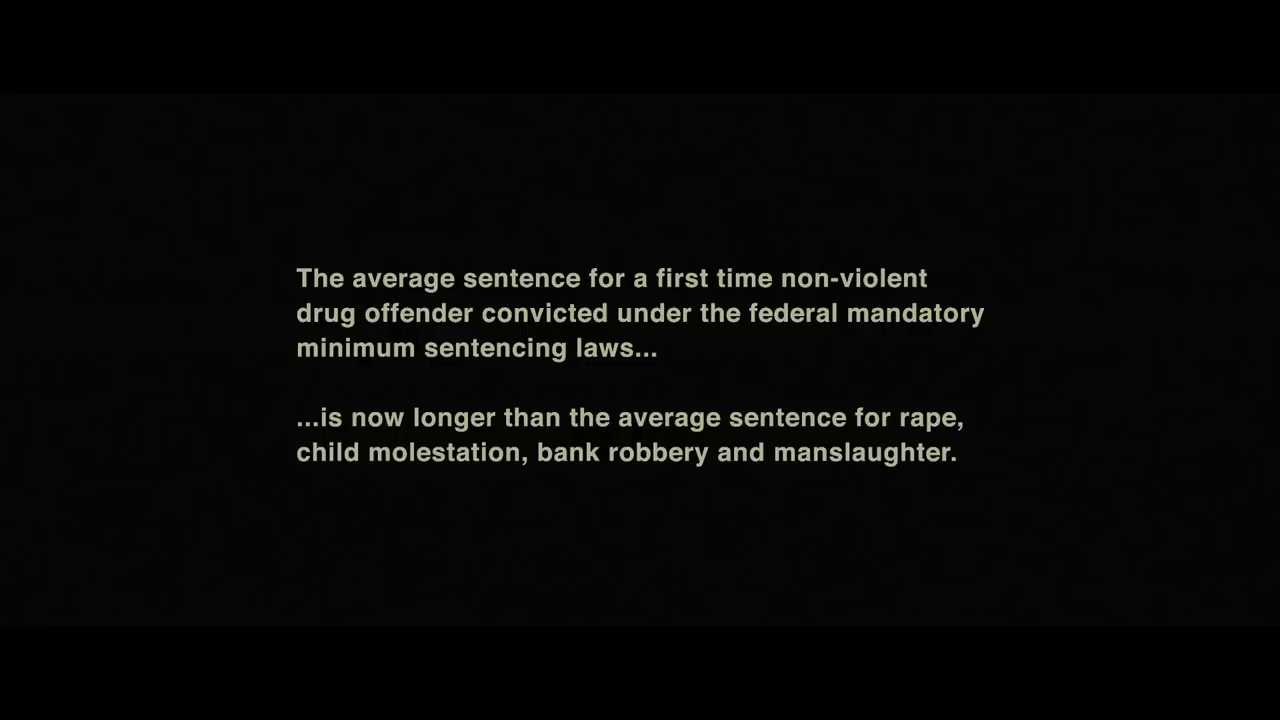 The average sentence for a first time non-violent
drug offender convicted under the federal mandatory
minimum sentencing laws...
...is now longer than the average sentence for rape,
child molestation, bank robbery and manslaughter.